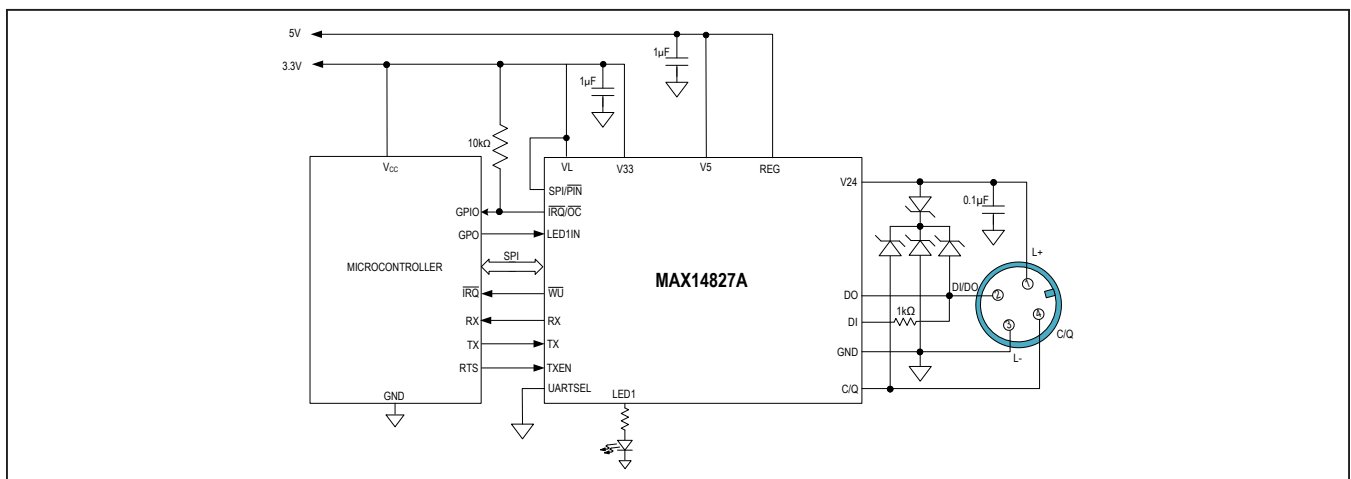 5V
1µF
3.3V
1µF
10kΩ
VCC
VL
V33
V5
REG
SPI/PIN
V24
GPIO
IRQ/OC
0.1µF
GPO
LED1IN
L+
SPI
MICROCONTROLLER
MAX14827A
IRQ
WU
DO
DI/DO
1
2
RX
RX
DI
1kΩ
4
3
C/Q
TX
TX
GND
L-
RTS
TXEN
UARTSEL
C/Q
GND
LED1